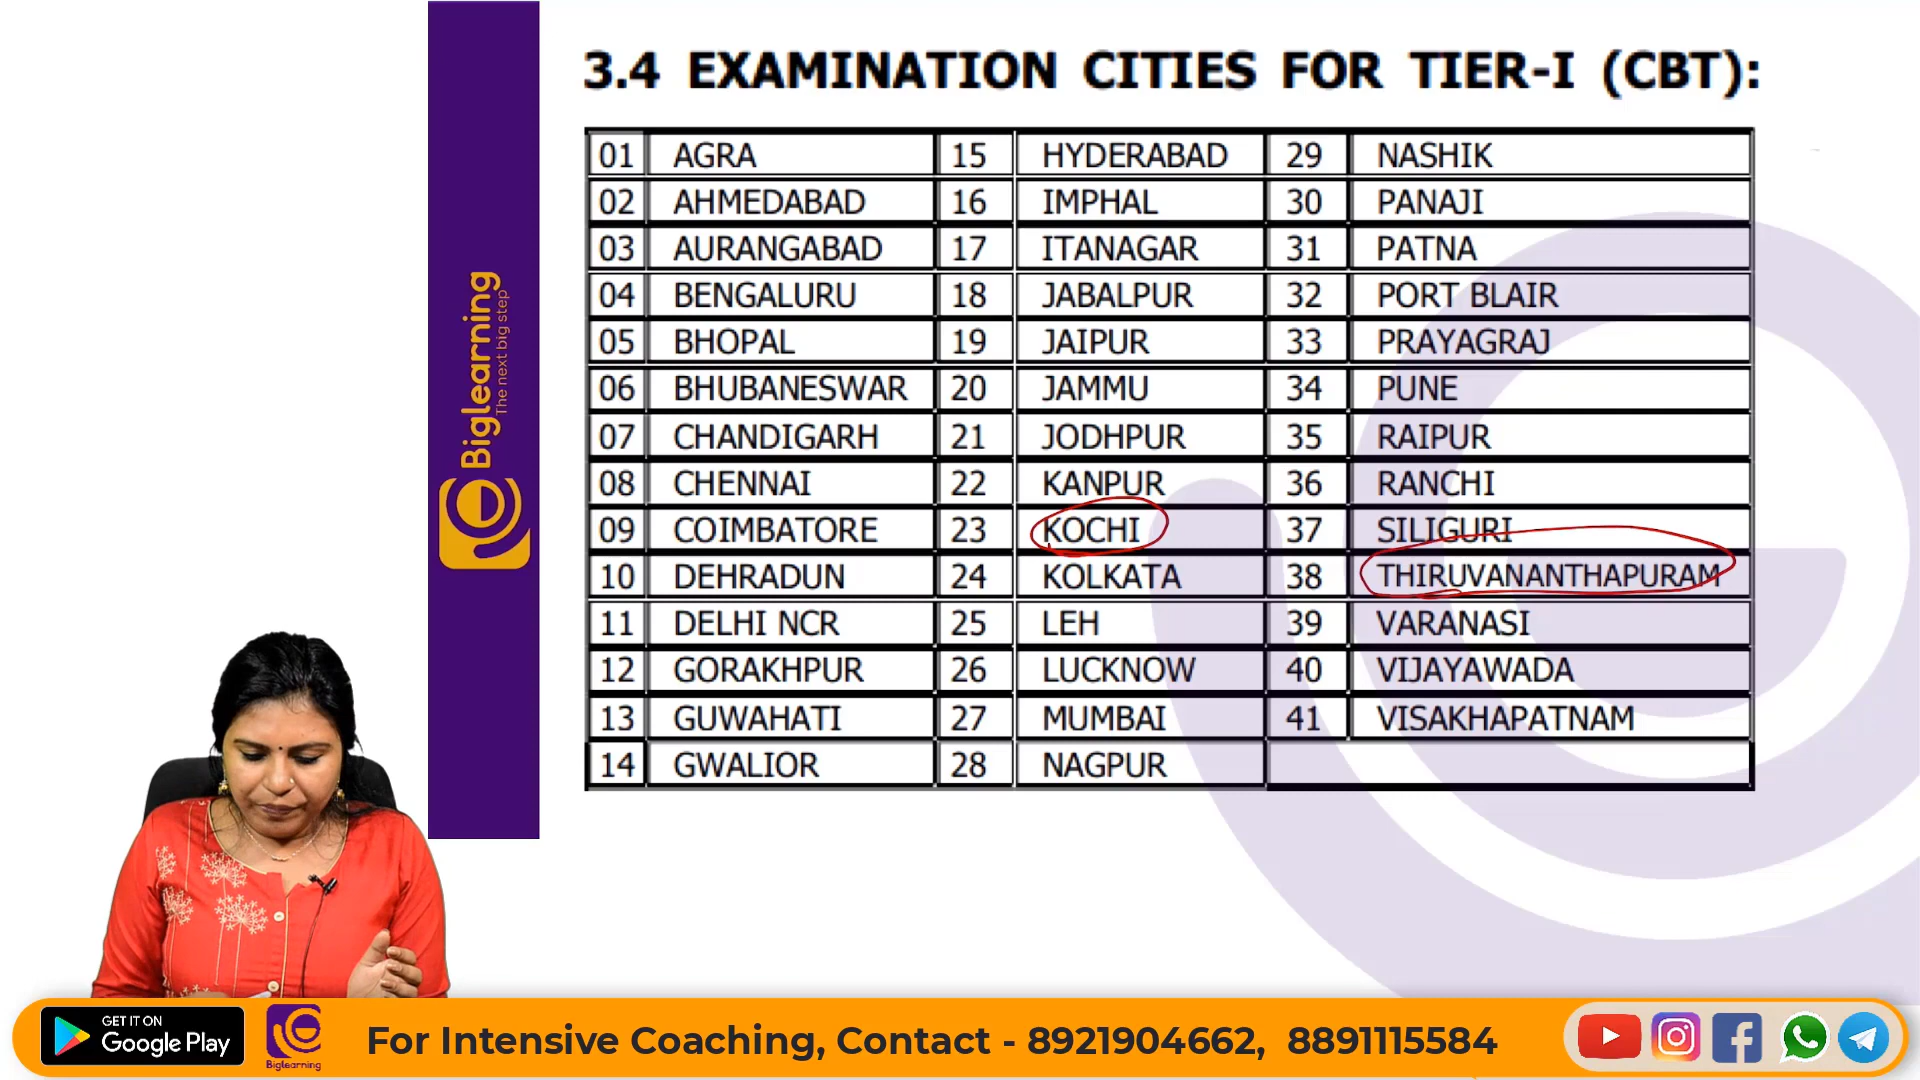 3.4 EXAMINATION CITIES FOR TIER-I (CBT):
01 AGRA 15 HYDERABAD 29 NASHIK
02 AHMEDABAD 16 IMPHAL 30 PANAJI
03 AURANGABAD 17 ITANAGAR 31 PATNA
04 BENGALURU 18 JABALPUR 32 PORT BLAIR
05 BHOPAL 19 JAIPUR 33 PRAYAGRAJ
06 BHUBANESWAR 20 JAMMU 34 PUNE
07 CHANDIGARH 21 JODHPUR 35 RAIPUR
08 CHENNAI 22 KANPUR 36 RANCHI
09 COIMBATORE 23 KOCHI 37 SILIGURI
10 DEHRADUN 24 KOLKATA 38 THIRUVANANTHAPURAM
11 DELHI NCR 25 LEH 39 VARANASI
12 GORAKHPUR 26 LUCKNOW 40 VIJAYAWADA
13 GUWAHATI 27 MUMBAI 41 VISAKHAPATNAM
14 GWALIOR 28 NAGPUR
Biglearning
The next big step
GET IT ON
Google Play
Biglearning
For Intensive Coaching, Contact - 8921904662, 8891115584